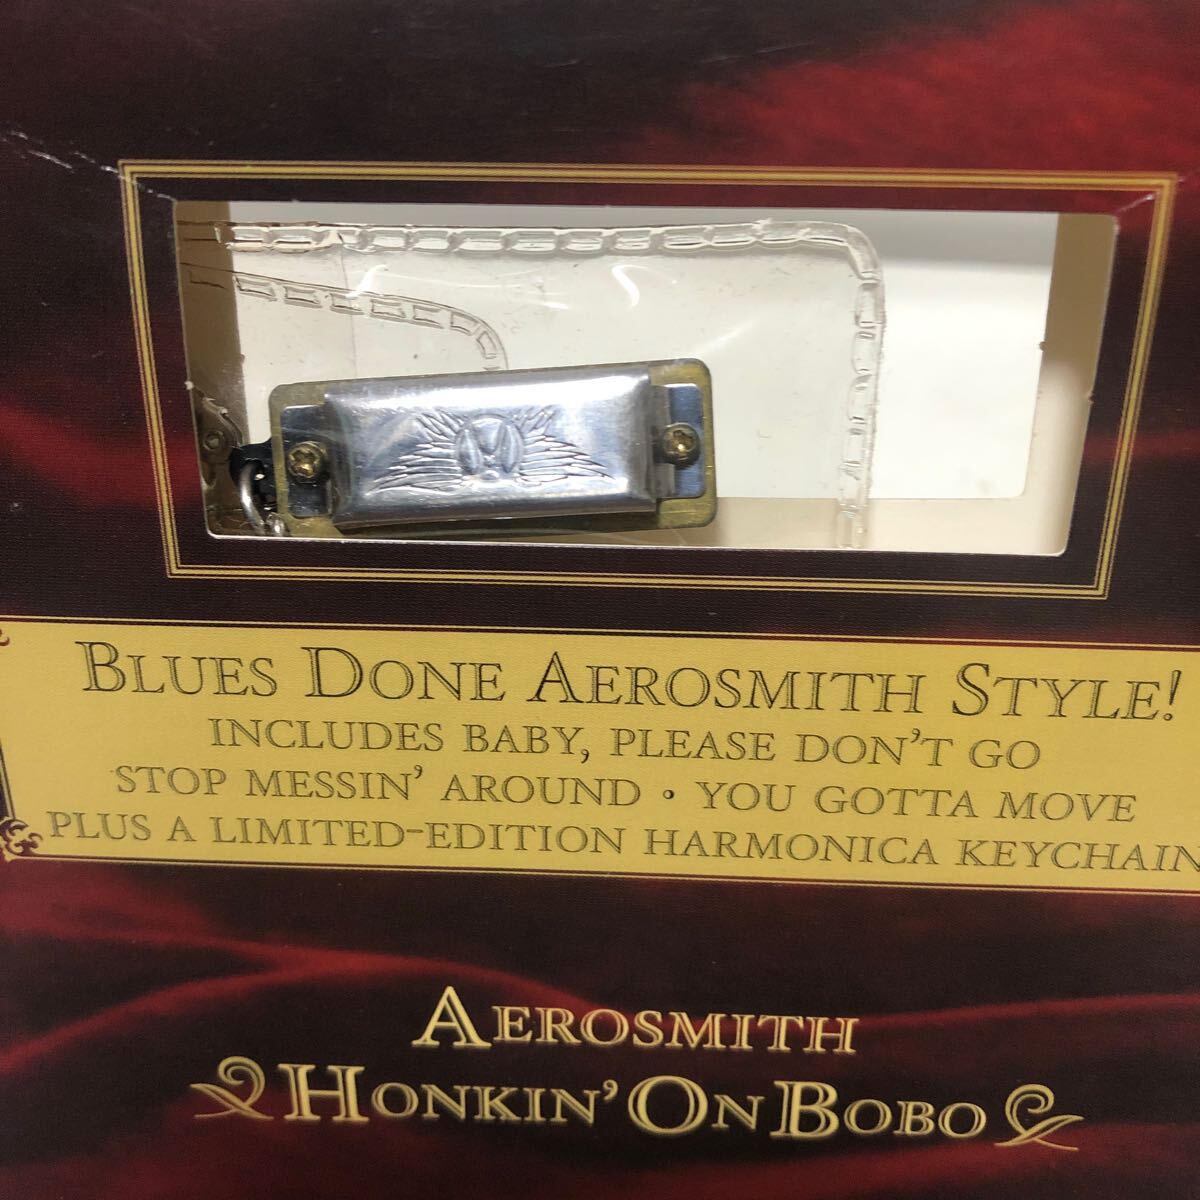 BLUES DONE AEROSMITH STYLE!
INCLUDES BABY, PLEASE DON'T GO
STOP MESSIN' AROUND • YOU GOTTA MOVE
PLUS A LIMITED-EDITION HARMONICA KEYCHAIN
AEROSMITH
HONKIN' ON BOBO